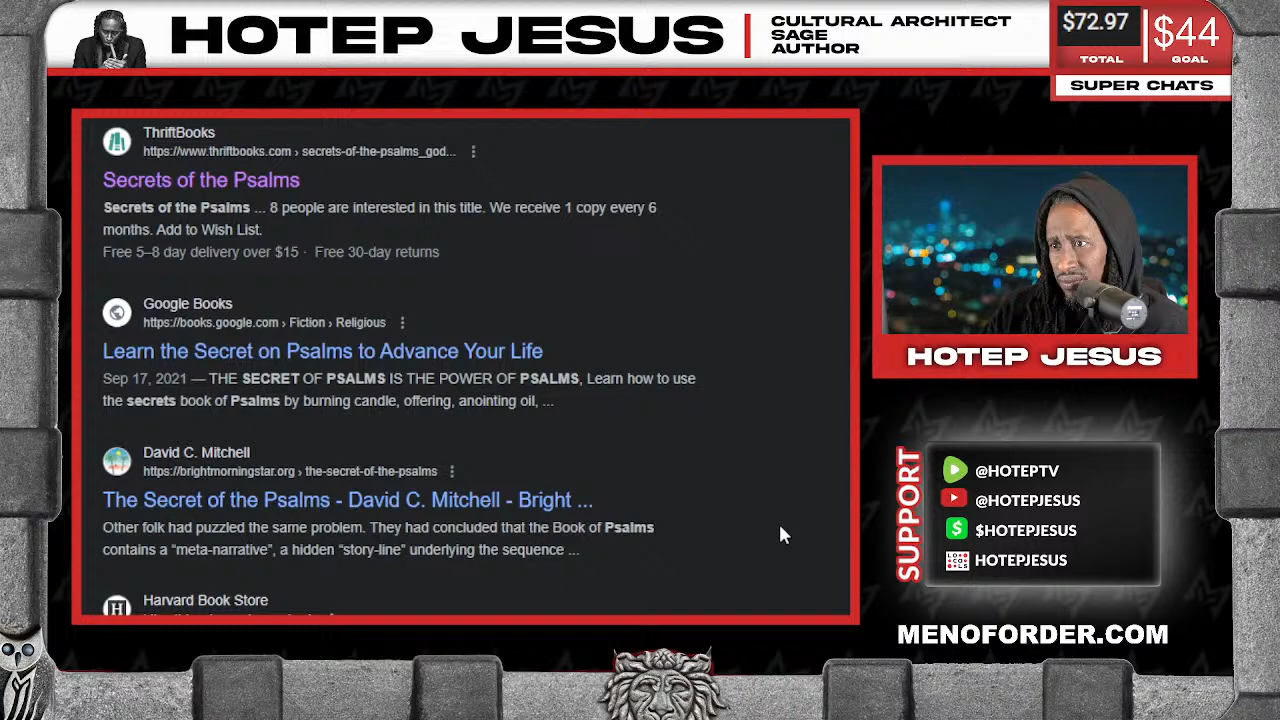 HOTEP JESUS
CULTURAL ARCHITECT
SAGE
AUTHOR
$72.97
TOTAL
$44
GOAL
SUPER CHATS
ThriftBooks
https://www.thriftbooks.com › secrets-of-the-psalms_god...
Secrets of the Psalms
Secrets of the Psalms ... 8 people are interested in this title. We receive 1 copy every 6
months. Add to Wish List.
Free 5–8 day delivery over $15 · Free 30-day returns
Google Books
https://books.google.com › Fiction › Religious
Learn the Secret on Psalms to Advance Your Life
Sep 17, 2021 — THE SECRET OF PSALMS IS THE POWER OF PSALMS, Learn how to use
the secrets book of Psalms by burning candle, offering, anointing oil, ...
David C. Mitchell
https://brightmorningstar.org › the-secret-of-the-psalms
The Secret of the Psalms - David C. Mitchell - Bright ...
Other folk had puzzled the same problem. They had concluded that the Book of Psalms
contains a “meta-narrative”, a hidden “story-line” underlying the sequence ...
H
Harvard Book Store
HOTEP JESUS
SUPPORT
@HOTEPTV
@HOTEPJESUS
$HOTEPJESUS
LOCALS
HOTEPJESUS
MENOFORDER.COM